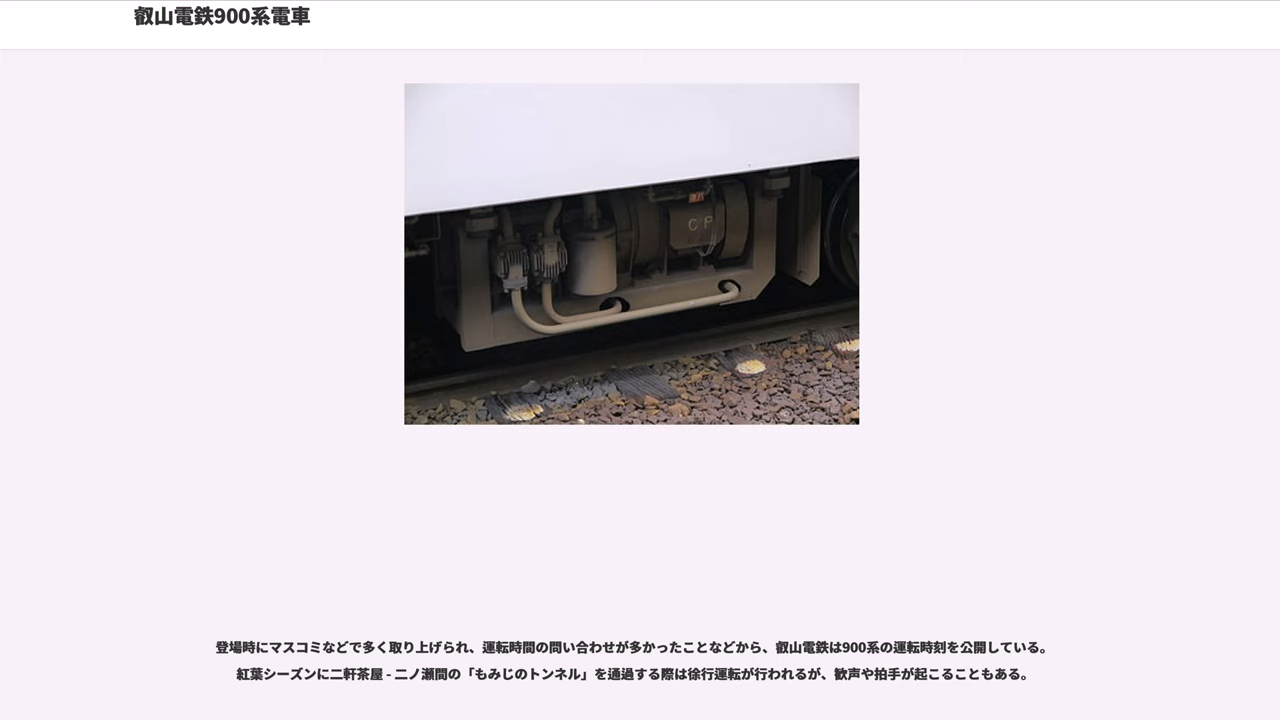 叡山電鉄900系電車
CP
登場時にマスコミなどで多く取り上げられ、運転時間の問い合わせが多かったことなどから、叡山電鉄は900系の運転時刻を公開している。
紅葉シーズンに二軒茶屋 - 二ノ瀬間の「もみじのトンネル」を通過する際は徐行運転が行われるが、歓声や拍手が起こることもある。